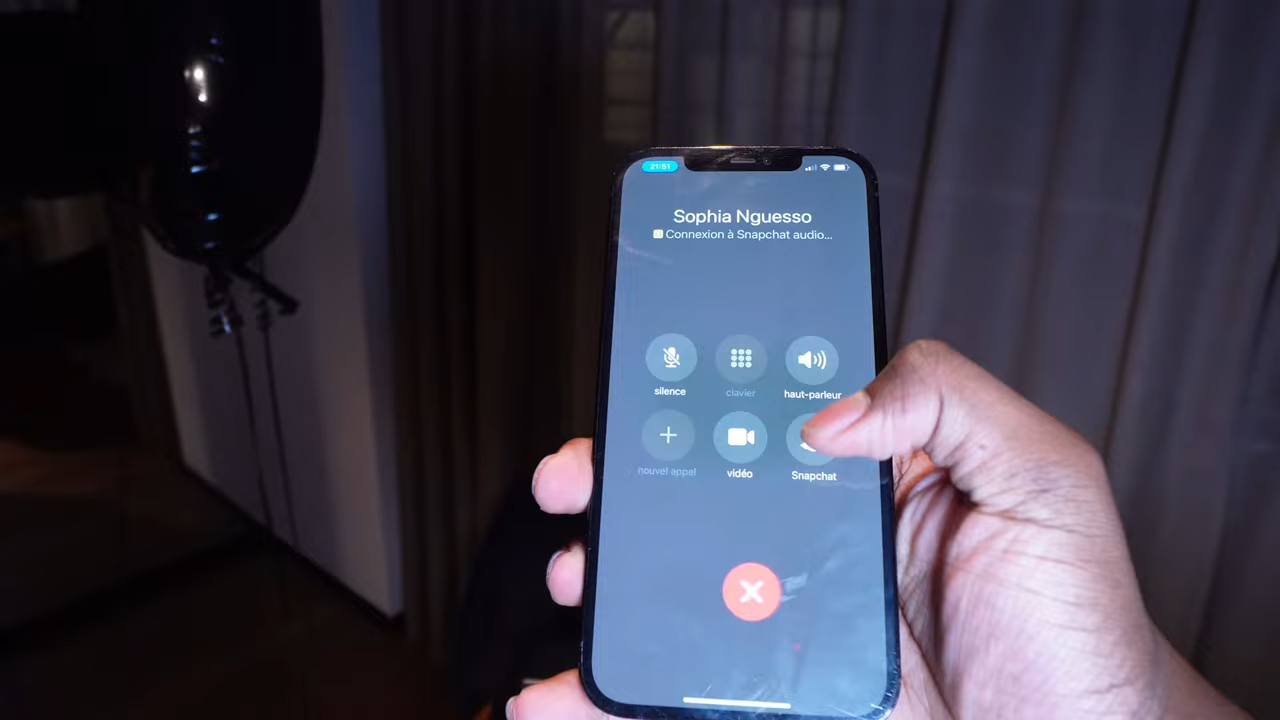 21:51
Sophia Nguesso
Connexion à Snapchat audio...
silence
clavier
haut-parleur
nouvel appel
vidéo
Snapchat